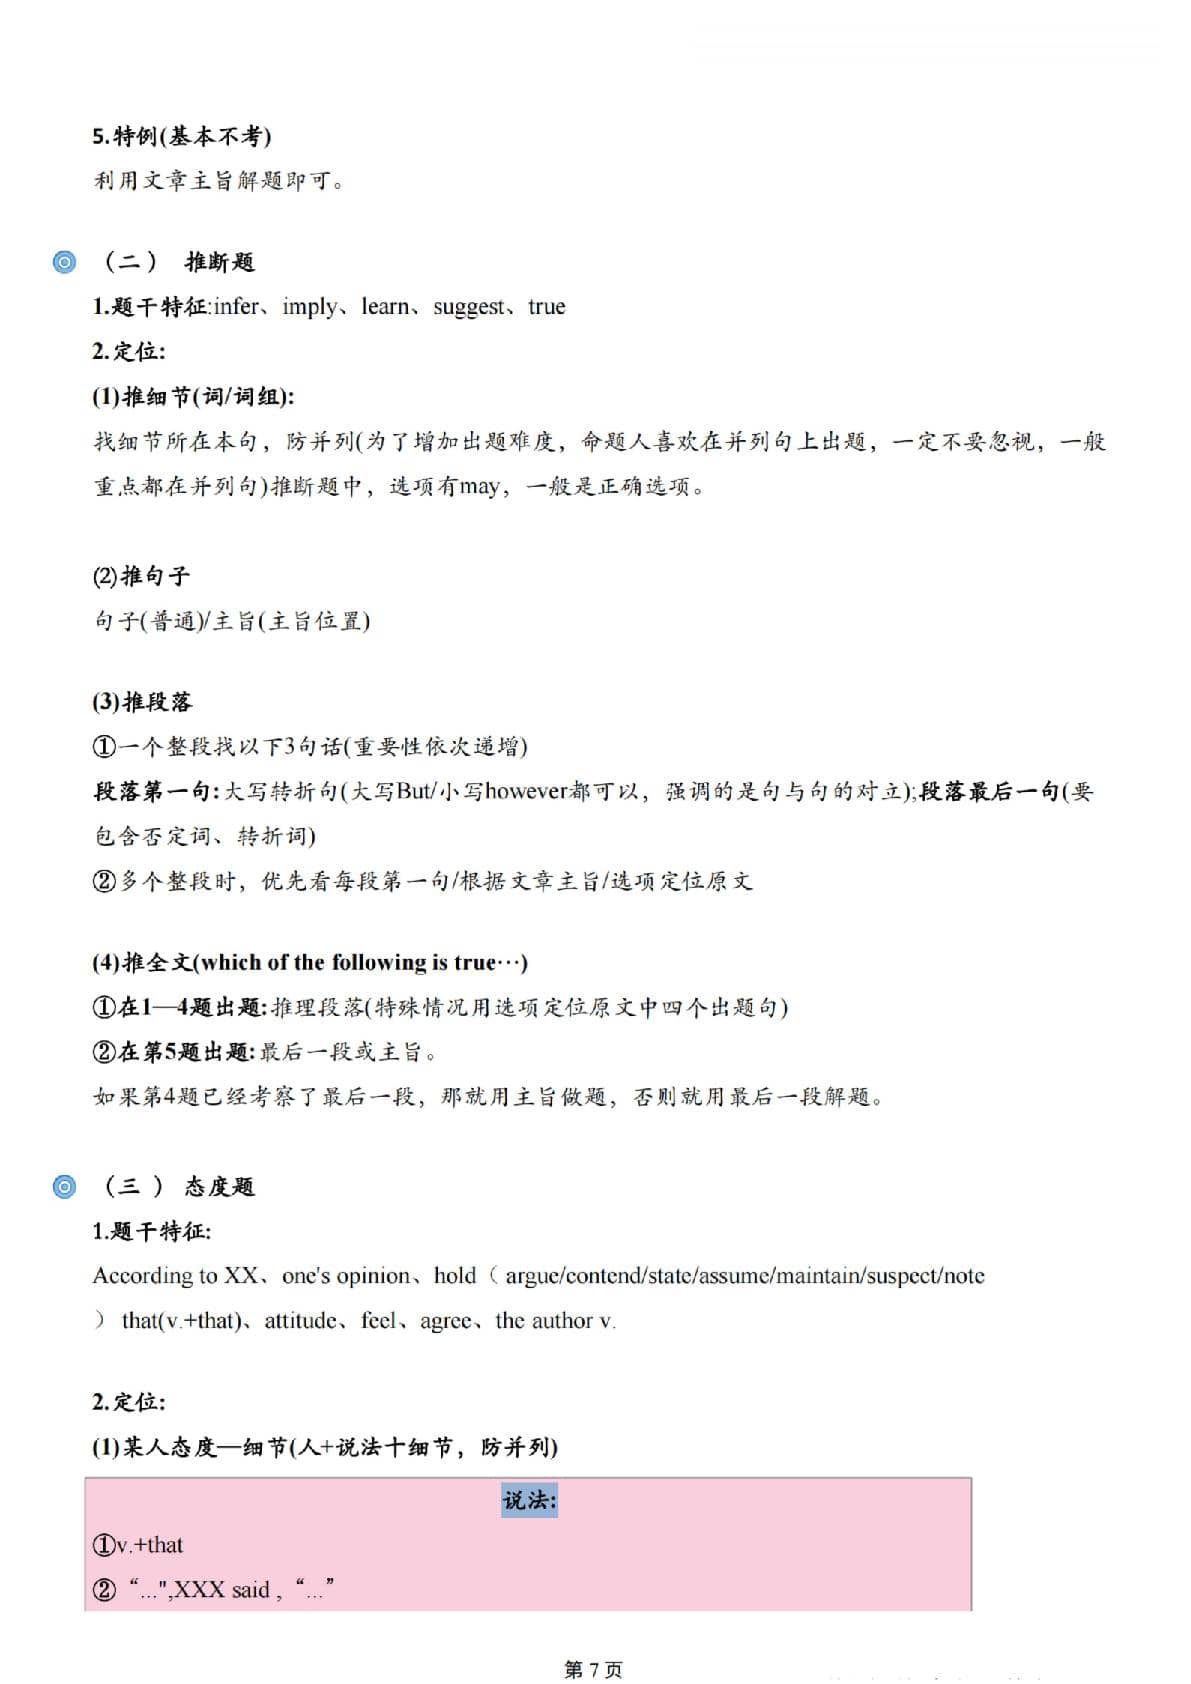 5.特例(基本不考)
利用文章主旨解题即可。
（二） 推断题
1.题干特征:infer、imply、learn、suggest、true
2.定位:
(1)推细节(词/词组):
找细节所在本句，防并列(为了增加出题难度，命题人喜欢在并列句上出题，一定不要忽视，一般
重点都在并列句)推断题中，选项有may，一般是正确选项。
(2)推句子
句子(普通)/主旨(主旨位置)
(3)推段落
①一个整段找以下3句话(重要性依次递增)
段落第一句:大写转折句(大写But/小写however都可以，强调的是句与句的对立);段落最后一句(要
包含否定词、转折词)
②多个整段时，优先看每段第一句/根据文章主旨/选项定位原文
(4)推全文(which of the following is true…)
①在1—4题出题:推理段落(特殊情况用选项定位原文中四个出题句)
②在第5题出题:最后一段或主旨。
如果第4题已经考察了最后一段，那就用主旨做题，否则就用最后一段解题。
（三 ） 态度题
1.题干特征:
According to XX、one's opinion、hold（ argue/contend/state/assume/maintain/suspect/note
） that(v.+that)、attitude、feel、agree、the author v.
2.定位:
(1)某人态度—细节(人+说法十细节，防并列)
说法:
①v.+that
②“...",XXX said ,“...”
第 7 页